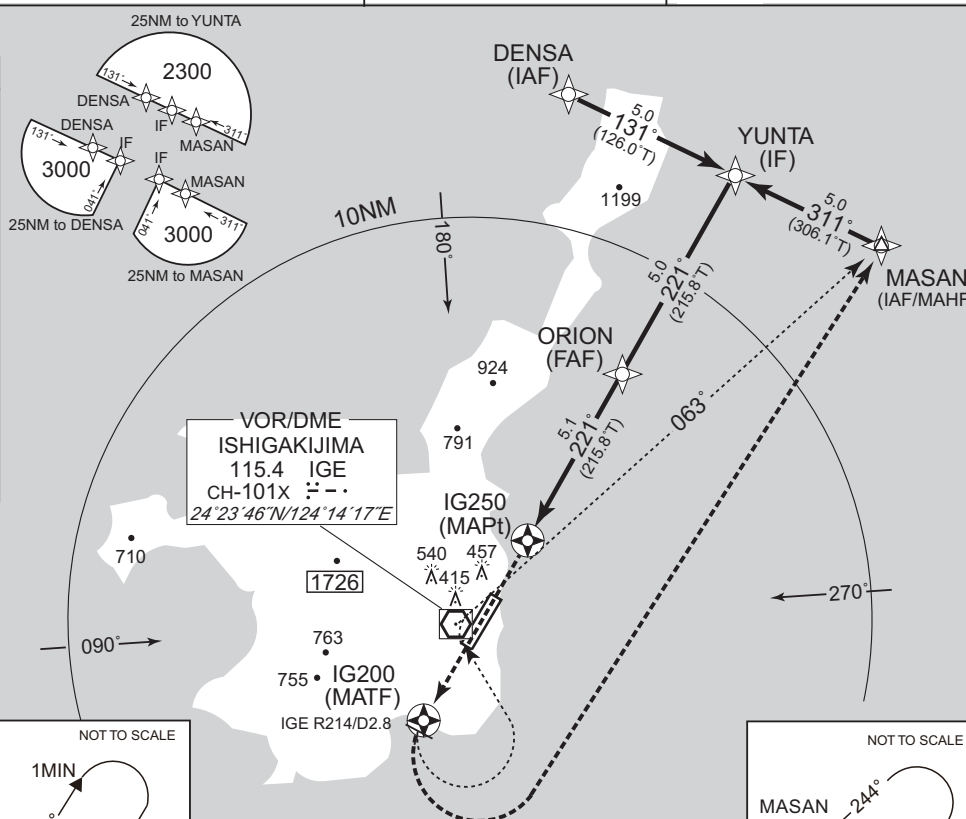 25NM to YUNTA
2300
131°
DENSA
IF
MASAN
311°
DENSA
131°
IF
3000
041°
25NM to DENSA
IF
MASAN
041°
311°
3000
25NM to MASAN
DENSA
(IAF)
5.0
131°
(126.0°T)
YUNTA
(IF)
1199
5.0
311°
(306.1°T)
MASAN
10NM
180°
5.0
221°
(215.8°T)
ORION
(FAF)
924
791
5.1
221°
(215.8°T)
063°
VOR/DME
ISHIGAKIJIMA
115.4 IGE
CH-101X
24°23′46″N/124°14′17″E
IG250
(MAPt)
710
1726
540
457
415
270°
090°
763
755
IG200
(MATF)
IGE R214/D2.8
NOT TO SCALE
1MIN
NOT TO SCALE
MASAN
244°